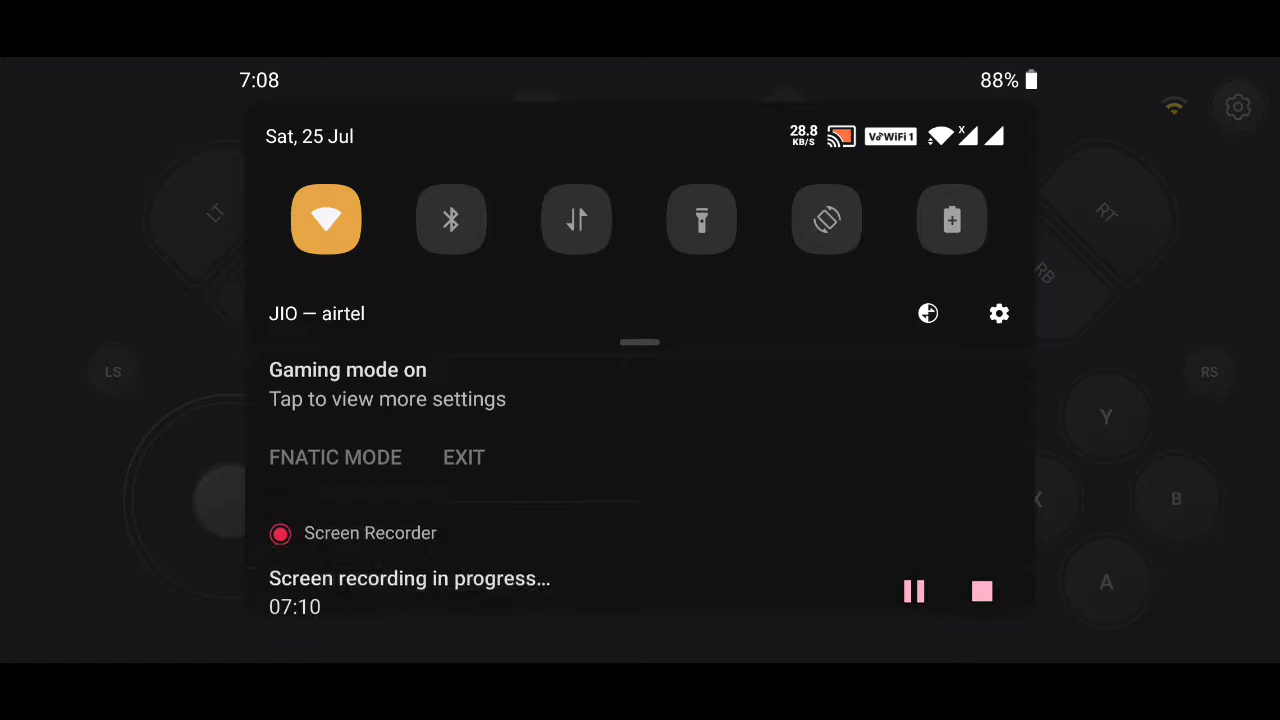 7:08
88%
Sat, 25 Jul
28.8
KB/S
VoWiFi 1
X
LT
RT
RB
JIO — airtel
LS
Gaming mode on
RS
Tap to view more settings
Y
FNATIC MODE EXIT
X
B
Screen Recorder
Screen recording in progress...
A
07:10